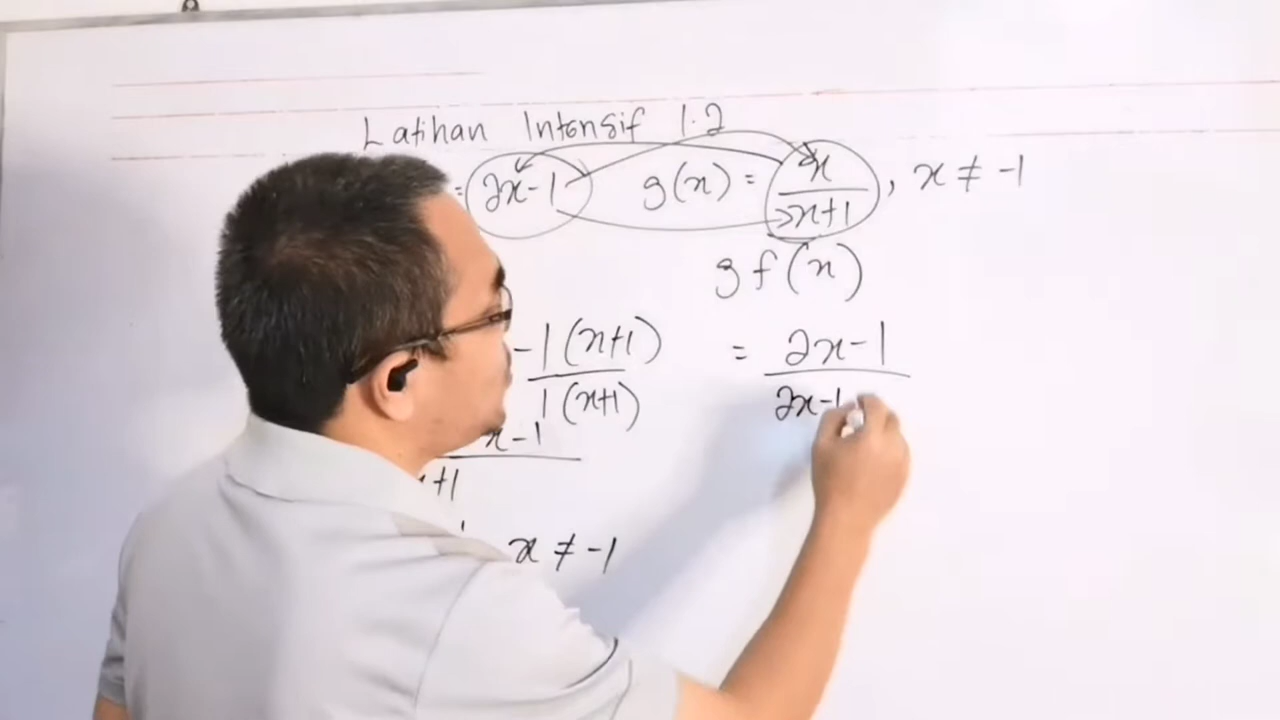 Latihan Intensif 1.2
= 2x-1 g(x) = x/(x+1), x ≠ -1
gf(x)
-1(x+1)/1(x+1)
x-1/x+1
x ≠ -1
= 2x-1/2x-1